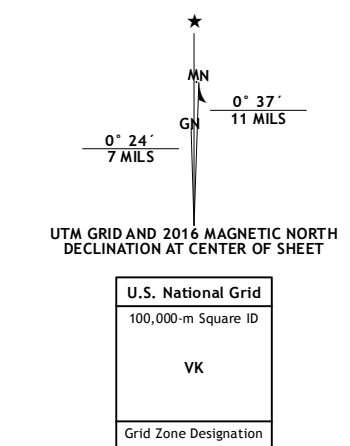 MN
0° 37´
11 MILS
GN
0° 24´
7 MILS
UTM GRID AND 2016 MAGNETIC NORTH
DECLINATION AT CENTER OF SHEET
U.S. National Grid
100,000-m Square ID
VK
Grid Zone Designation